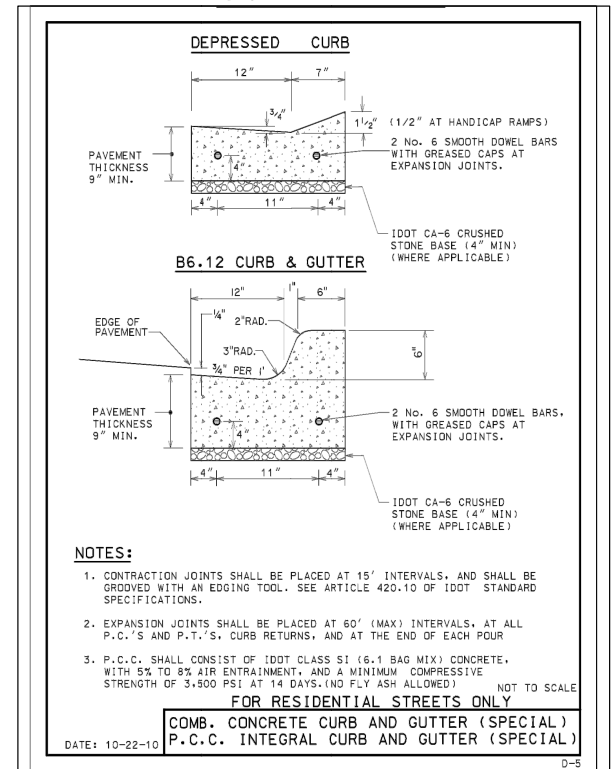 DEPRESSED CURB
12"
7"
3/4"
1 1/2"
(1/2" AT HANDICAP RAMPS)
2 No. 6 SMOOTH DOWEL BARS
WITH GREASED CAPS AT
EXPANSION JOINTS.
PAVEMENT
THICKNESS
9" MIN.
4"
4"
11"
4"
IDOT CA-6 CRUSHED
STONE BASE (4" MIN)
(WHERE APPLICABLE)
B6.12 CURB & GUTTER
12"
1"
6"
1/4"
2"RAD.
EDGE OF
PAVEMENT
3"RAD.
6"
3/4" PER 1'
PAVEMENT
THICKNESS
9" MIN.
4"
2 No. 6 SMOOTH DOWEL BARS,
WITH GREASED CAPS AT
EXPANSION JOINTS.
4"
11"
4"
IDOT CA-6 CRUSHED
STONE BASE (4" MIN)
(WHERE APPLICABLE)
NOTES:
1. CONTRACTION JOINTS SHALL BE PLACED AT 15' INTERVALS, AND SHALL BE
GROOVED WITH AN EDGING TOOL. SEE ARTICLE 420.10 OF IDOT STANDARD
SPECIFICATIONS.
2. EXPANSION JOINTS SHALL BE PLACED AT 60' (MAX) INTERVALS, AT ALL
P.C.'S AND P.T.'S, CURB RETURNS, AND AT THE END OF EACH POUR
3. P.C.C. SHALL CONSIST OF IDOT CLASS SI (6.1 BAG MIX) CONCRETE,
WITH 5% TO 8% AIR ENTRAINMENT, AND A MINIMUM COMPRESSIVE
STRENGTH OF 3,500 PSI AT 14 DAYS.(NO FLY ASH ALLOWED)
NOT TO SCALE
FOR RESIDENTIAL STREETS ONLY
COMB. CONCRETE CURB AND GUTTER (SPECIAL)
P.C.C. INTEGRAL CURB AND GUTTER (SPECIAL)
DATE: 10-22-10
D-5